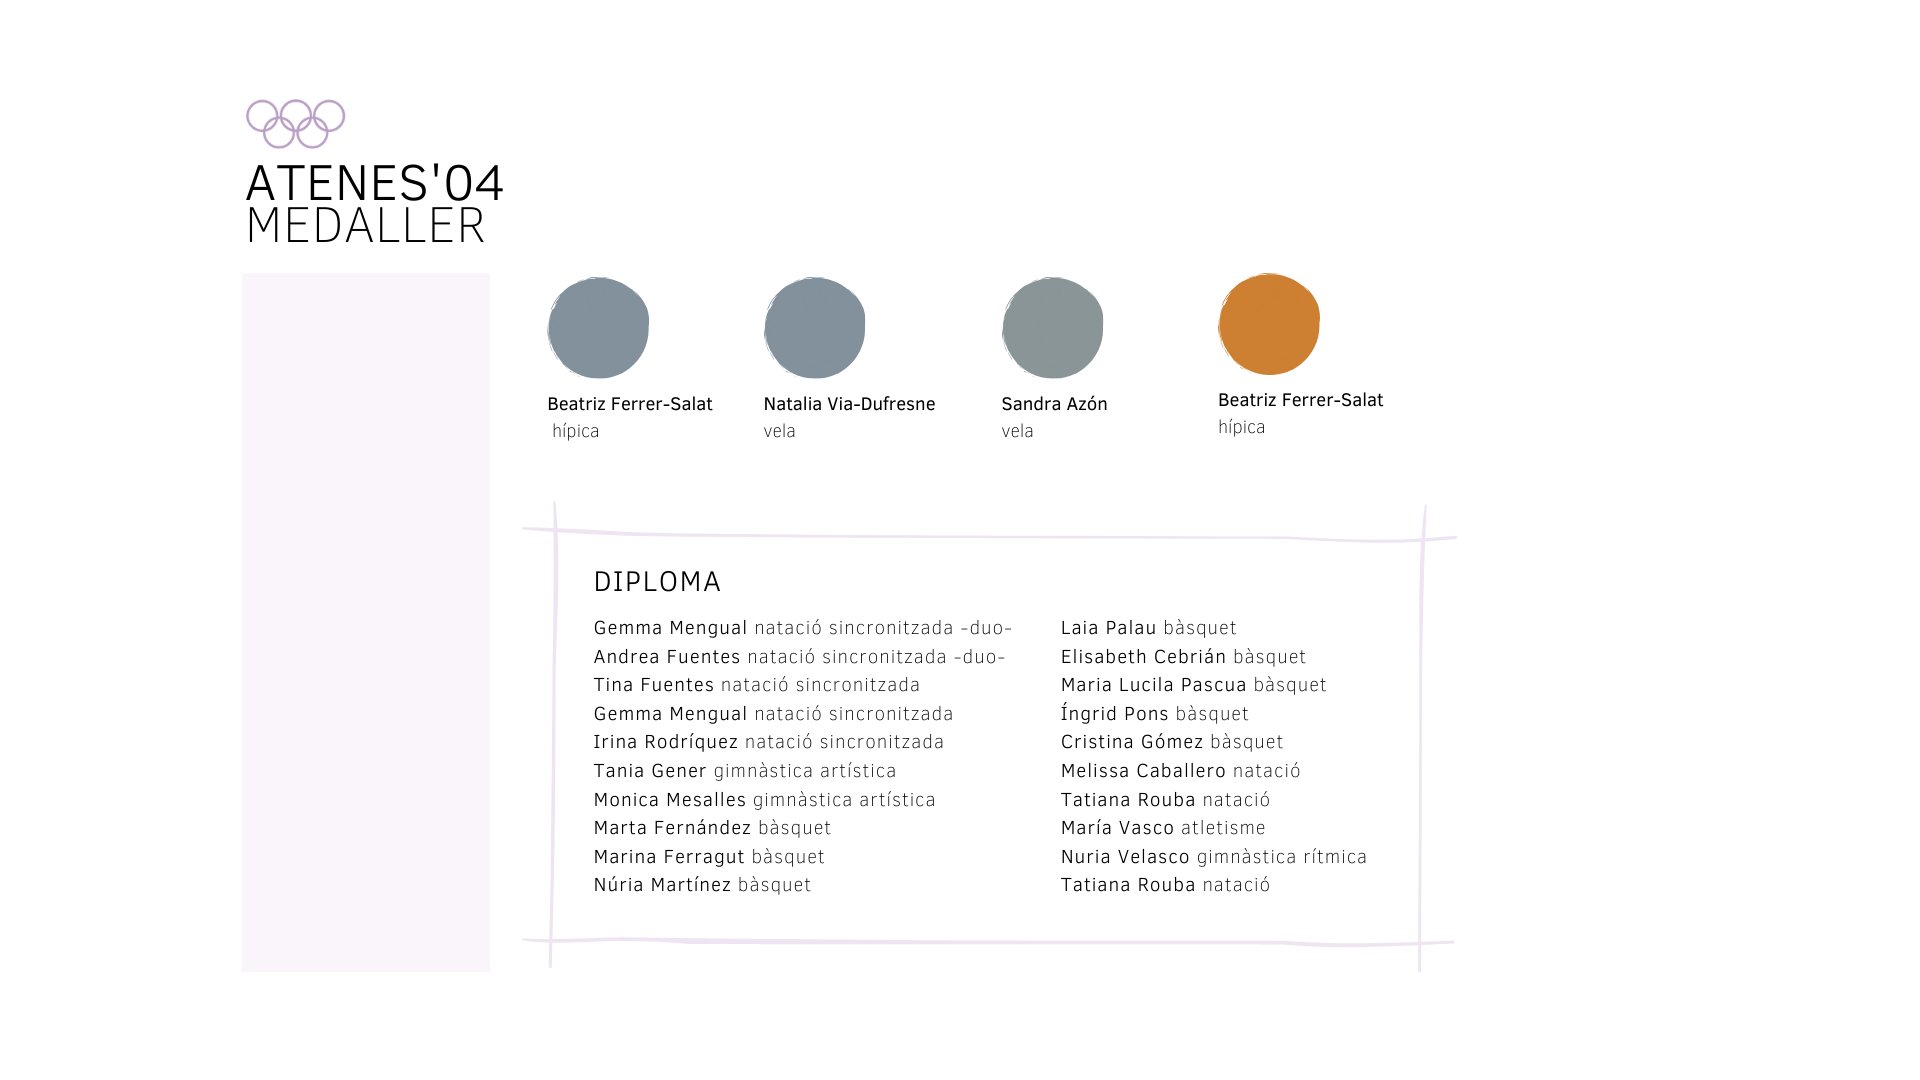 ATENES'04
MEDALLER
Beatriz Ferrer-Salat
hípica
Natalia Via-Dufresne
vela
Sandra Azón
vela
Beatriz Ferrer-Salat
hípica
DIPLOMA
Gemma Mengual natació sincronitzada -duo-
Andrea Fuentes natació sincronitzada -duo-
Tina Fuentes natació sincronitzada
Gemma Mengual natació sincronitzada
Irina Rodríquez natació sincronitzada
Tania Gener gimnàstica artística
Monica Mesalles gimnàstica artística
Marta Fernández bàsquet
Marina Ferragut bàsquet
Núria Martínez bàsquet
Laia Palau bàsquet
Elisabeth Cebrián bàsquet
Maria Lucila Pascua bàsquet
Íngrid Pons bàsquet
Cristina Gómez bàsquet
Melissa Caballero natació
Tatiana Rouba natació
María Vasco atletisme
Nuria Velasco gimnàstica rítmica
Tatiana Rouba natació